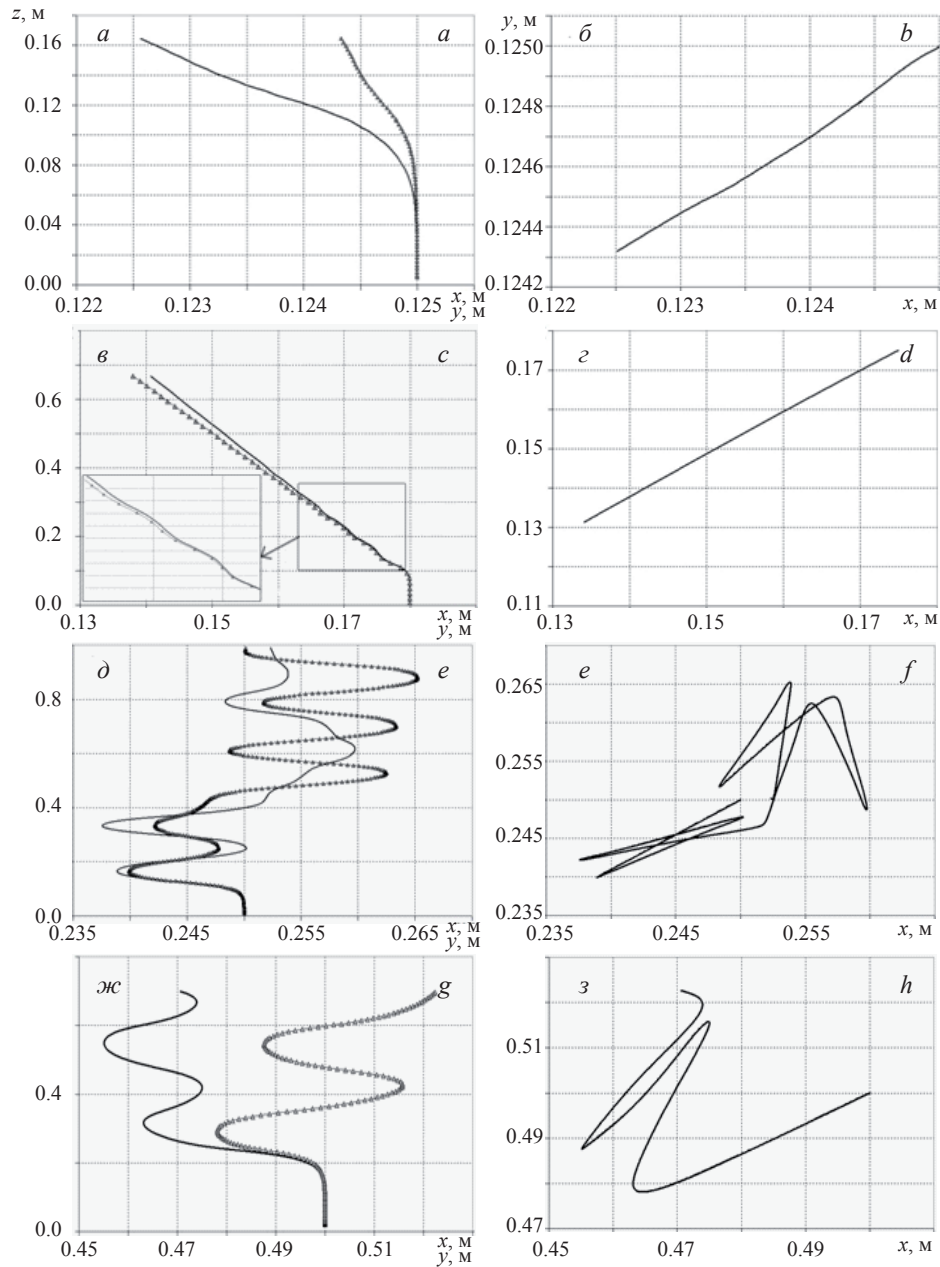 z, м
а
a
0.16
0.12
0.08
0.04
0.00
0.122
0.123
0.124
0.125
x, м
y, м
y, м
б
b
0.1250
0.1248
0.1246
0.1244
0.1242
0.122
0.123
0.124
x, м
в
c
0.6
0.4
0.2
0.0
0.13
0.15
0.17
x, м
y, м
г
d
0.17
0.15
0.13
0.11
0.13
0.15
0.17
x, м
д
e
0.8
0.4
0.0
0.235
0.245
0.255
0.265
x, м
y, м
е
f
0.265
0.255
0.245
0.235
0.235
0.245
0.255
x, м
ж
g
0.4
0.0
0.45
0.47
0.49
0.51
x, м
y, м
з
h
0.51
0.49
0.47
0.45
0.47
0.49
x, м